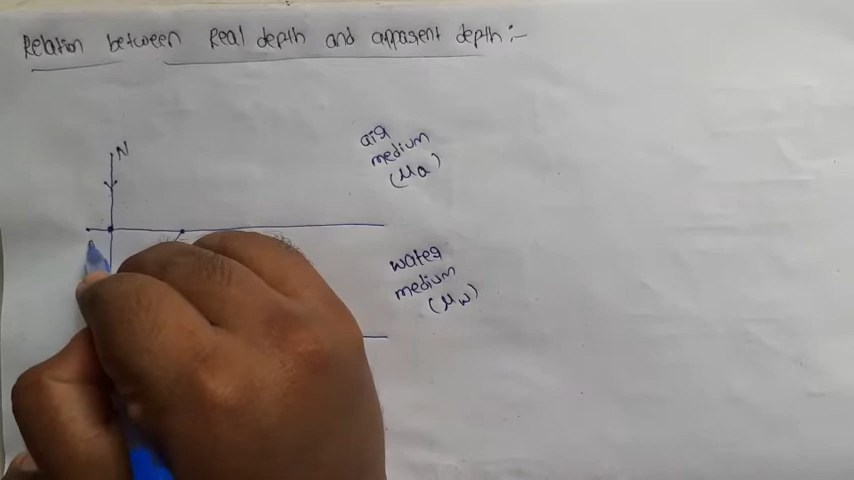 Relation between Real depth and apparent depth :-
N
air
medium
(μa)
water
medium
(μw)